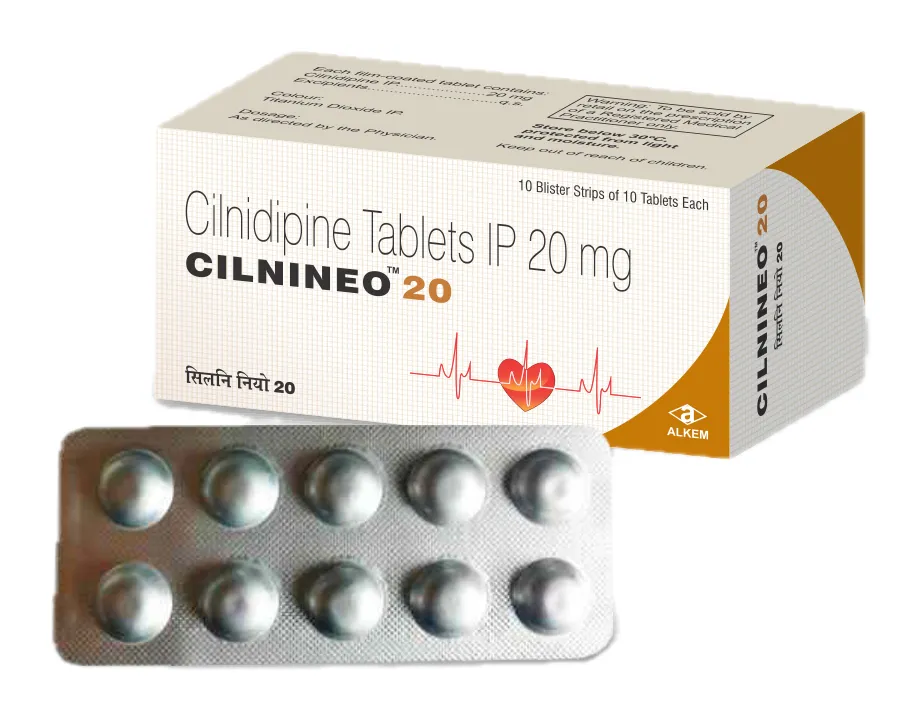 Each film-coated tablet contains:
Cilnidipine IP............................20 mg
Excipients....................................q.s.
Colour:
Titanium Dioxide IP.
Dosage:
As directed by the Physician.
Warning: To be sold by
retail on the prescription
of a Registered Medical
Practitioner only.
Store below 30°C,
protected from light
and moisture.
Keep out of reach of children.
10 Blister Strips of 10 Tablets Each
Cilnidipine Tablets IP 20 mg
CILNINEO™ 20
सिलनि नियो 20
a
ALKEM
CILNINEO™ 20
सिलनि नियो 20